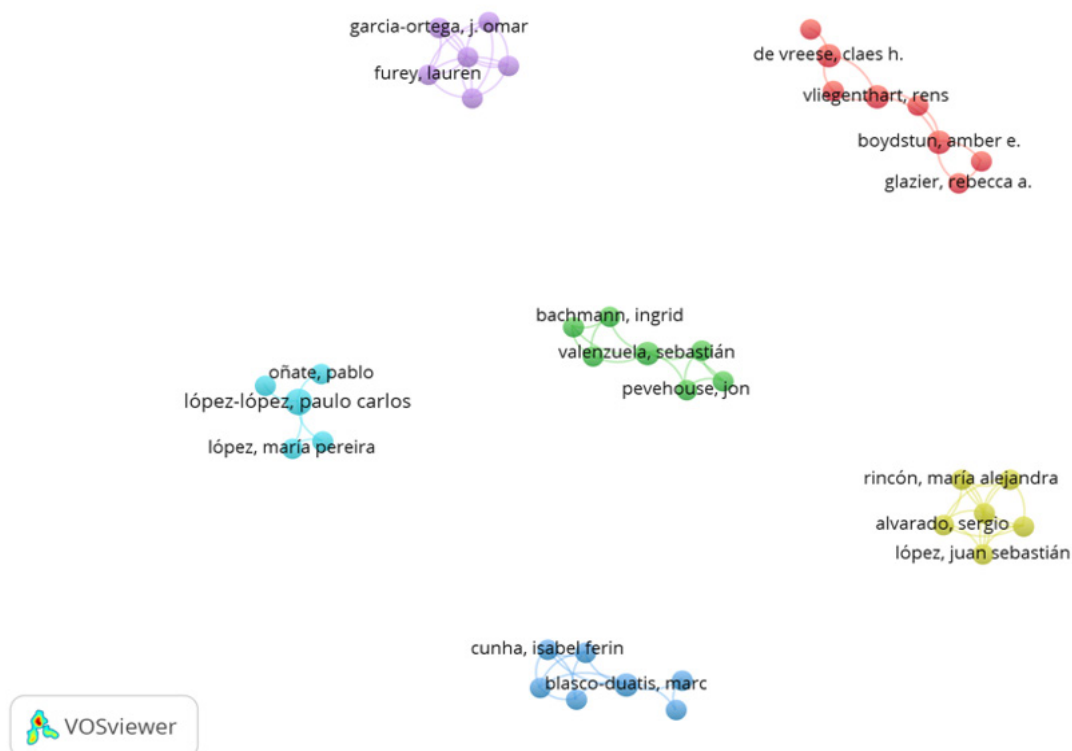 garcia-ortega, j. omar
furey, lauren
de vreese, claes h.
vliegenthart, rens
boydstun, amber e.
glazier, rebecca a.
bachmann, ingrid
valenzuela, sebastián
pevehouse, jon
oñate, pablo
lópez-lópez, paulo carlos
lópez, maría pereira
rincón, maría alejandra
alvarado, sergio
lópez, juan sebastián
cunha, isabel ferin
blasco-duatis, marc
VOSviewer